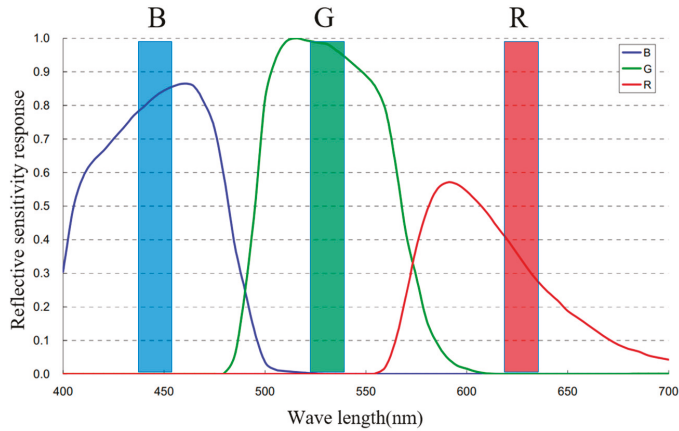 B G R
1.0
0.9
0.8
0.7
0.6
0.5
0.4
0.3
0.2
0.1
0.0
Reflective sensitivity response
B
G
R
400 450 500 550 600 650 700
Wave length(nm)